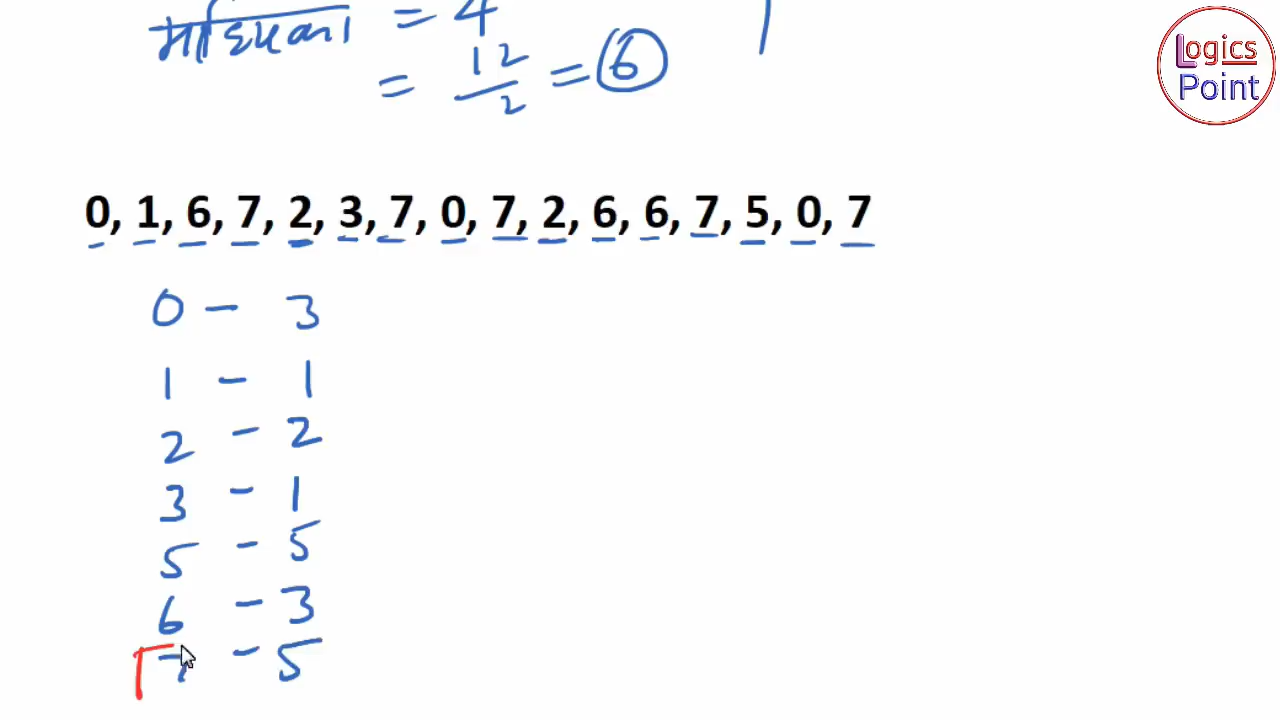 माध्यिका = 4
= 12/2 = 6
Logics
Point
0, 1, 6, 7, 2, 3, 7, 0, 7, 2, 6, 6, 7, 5, 0, 7
0 - 3
1 - 1
2 - 2
3 - 1
5 - 5
6 - 3
7 - 5